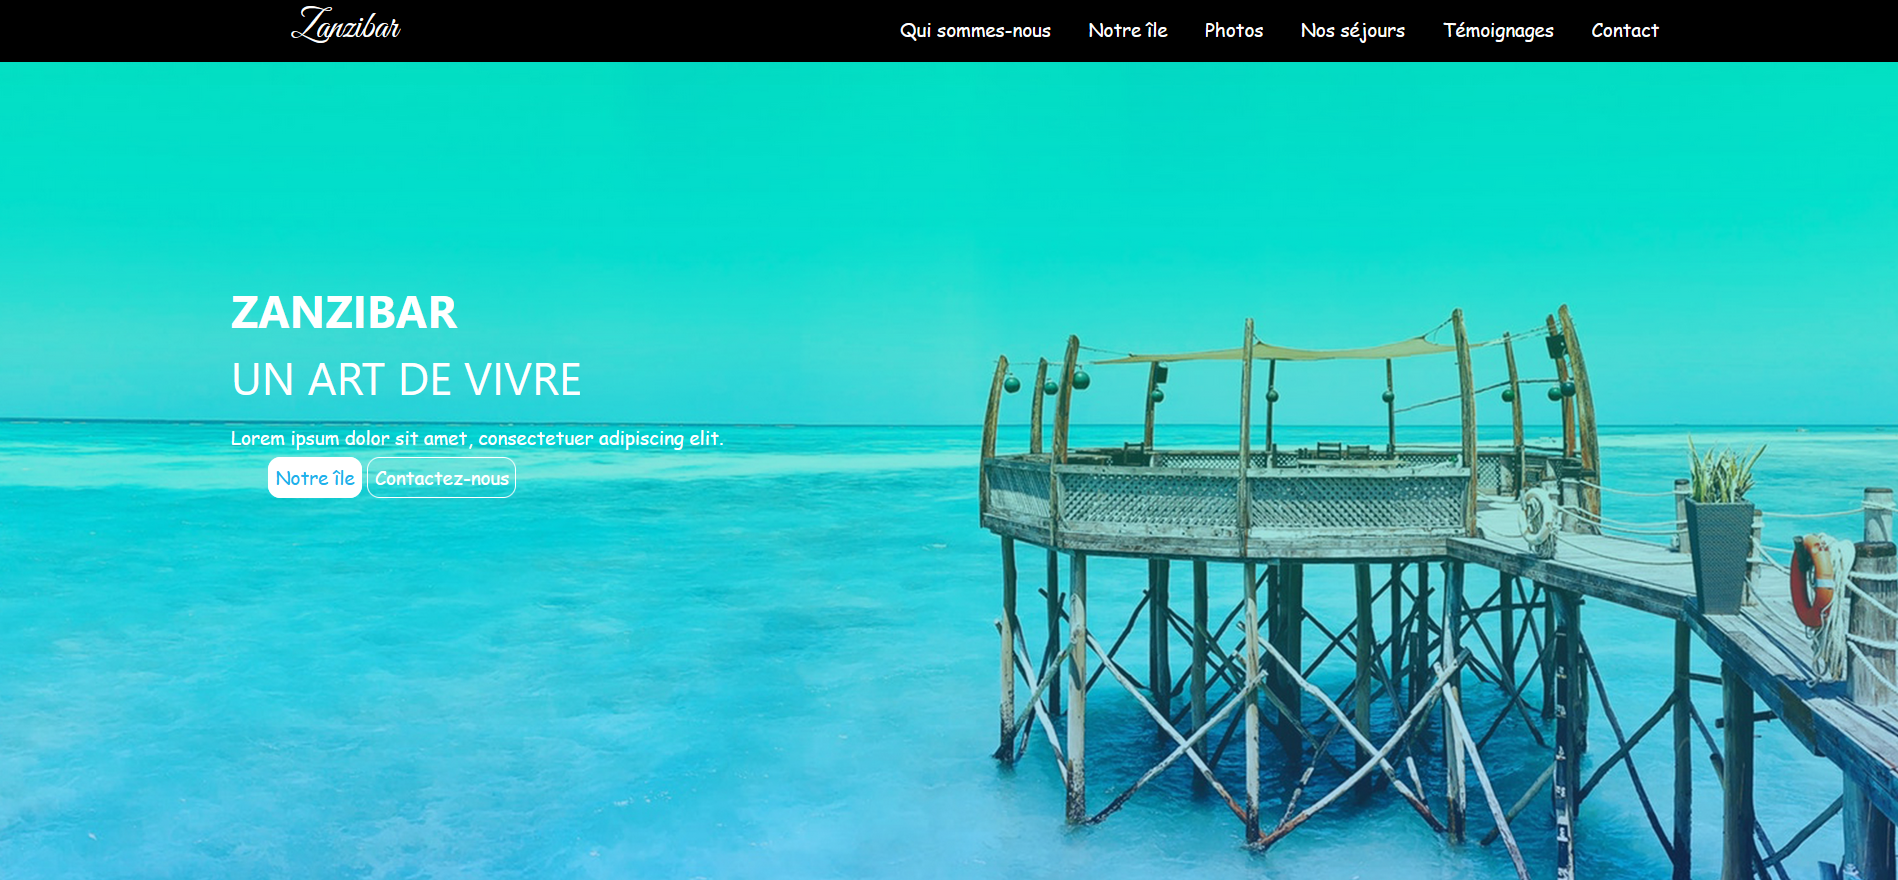 Zanzibar
Qui sommes-nous Notre île Photos Nos séjours Témoignages Contact
ZANZIBAR
UN ART DE VIVRE
Lorem ipsum dolor sit amet, consectetuer adipiscing elit.
Notre île Contactez-nous